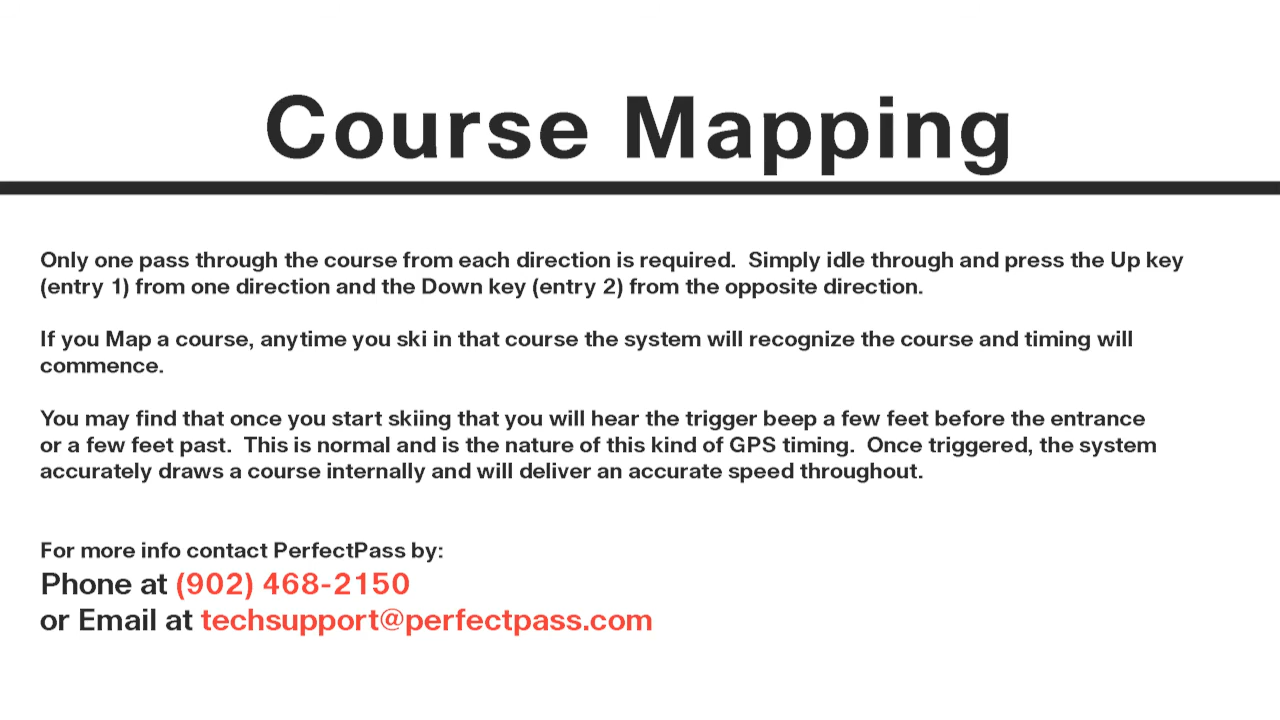 Course Mapping
Only one pass through the course from each direction is required.  Simply idle through and press the Up key
(entry 1) from one direction and the Down key (entry 2) from the opposite direction.
If you Map a course, anytime you ski in that course the system will recognize the course and timing will
commence.
You may find that once you start skiing that you will hear the trigger beep a few feet before the entrance
or a few feet past.  This is normal and is the nature of this kind of GPS timing.  Once triggered, the system
accurately draws a course internally and will deliver an accurate speed throughout.
For more info contact PerfectPass by:
Phone at (902) 468-2150
or Email at techsupport@perfectpass.com